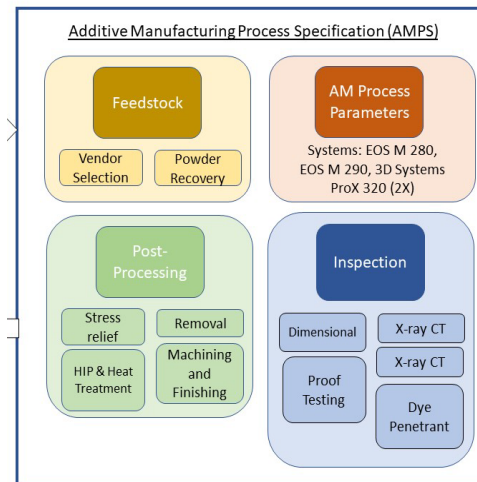 Additive Manufacturing Process Specification (AMPS)
Feedstock
Vendor
Selection
Powder
Recovery
AM Process
Parameters
Systems: EOS M 280,
EOS M 290, 3D Systems
ProX 320 (2X)
Post-
Processing
Stress
relief
Removal
HIP & Heat
Treatment
Machining
and
Finishing
Inspection
Dimensional
X-ray CT
X-ray CT
Proof
Testing
Dye
Penetrant